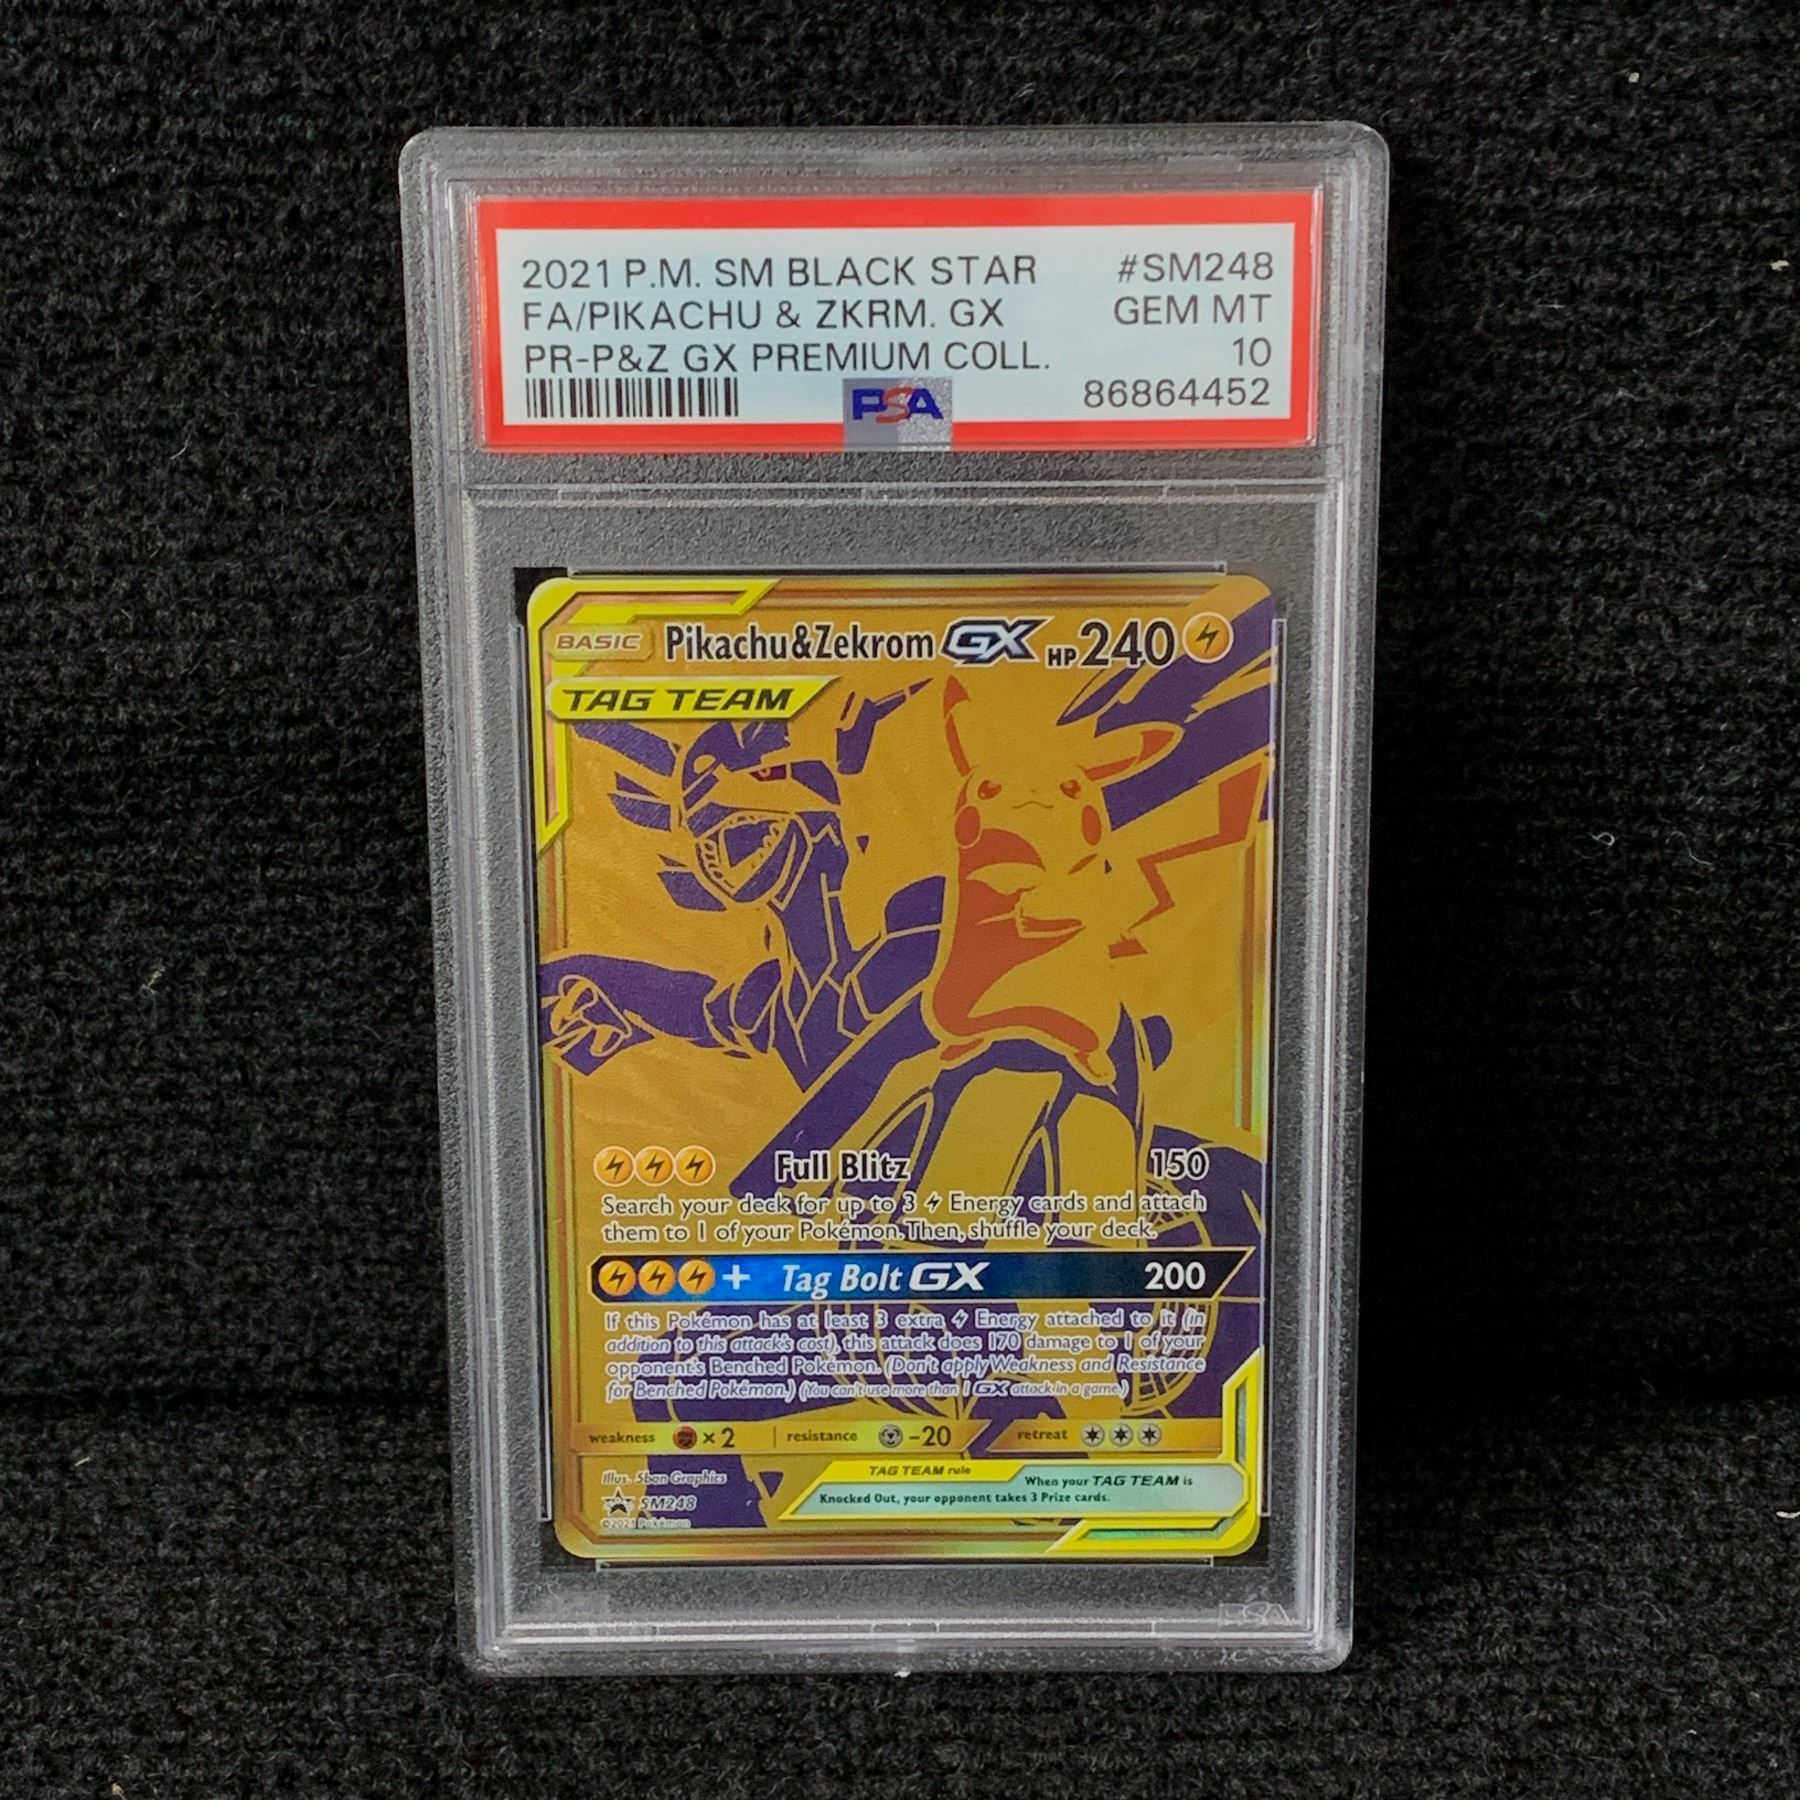 2021 P.M. SM BLACK STAR #SM248
FA/PIKACHU & ZKRM. GX GEM MT
PR-P&Z GX PREMIUM COLL. 10
PSA 86864452
BASIC Pikachu&Zekrom GX HP 240
TAG TEAM
Full Blitz 150
Search your deck for up to 3 Energy cards and attach
them to 1 of your Pokémon. Then, shuffle your deck.
+ Tag Bolt GX 200
If this Pokémon has at least 3 extra Energy attached to it (in
addition to this attack's cost), this attack does 170 damage to 1 of your
opponent's Benched Pokémon. (Don't apply Weakness and Resistance
for Benched Pokémon.) (You can't use more than 1 GX attack in a game.)
weakness ×2 resistance -20 retreat
TAG TEAM rule
When your TAG TEAM is
Knocked Out, your opponent takes 3 Prize cards.
Illus. 5ban Graphics
SM248
©2021 Pokémon
PSA